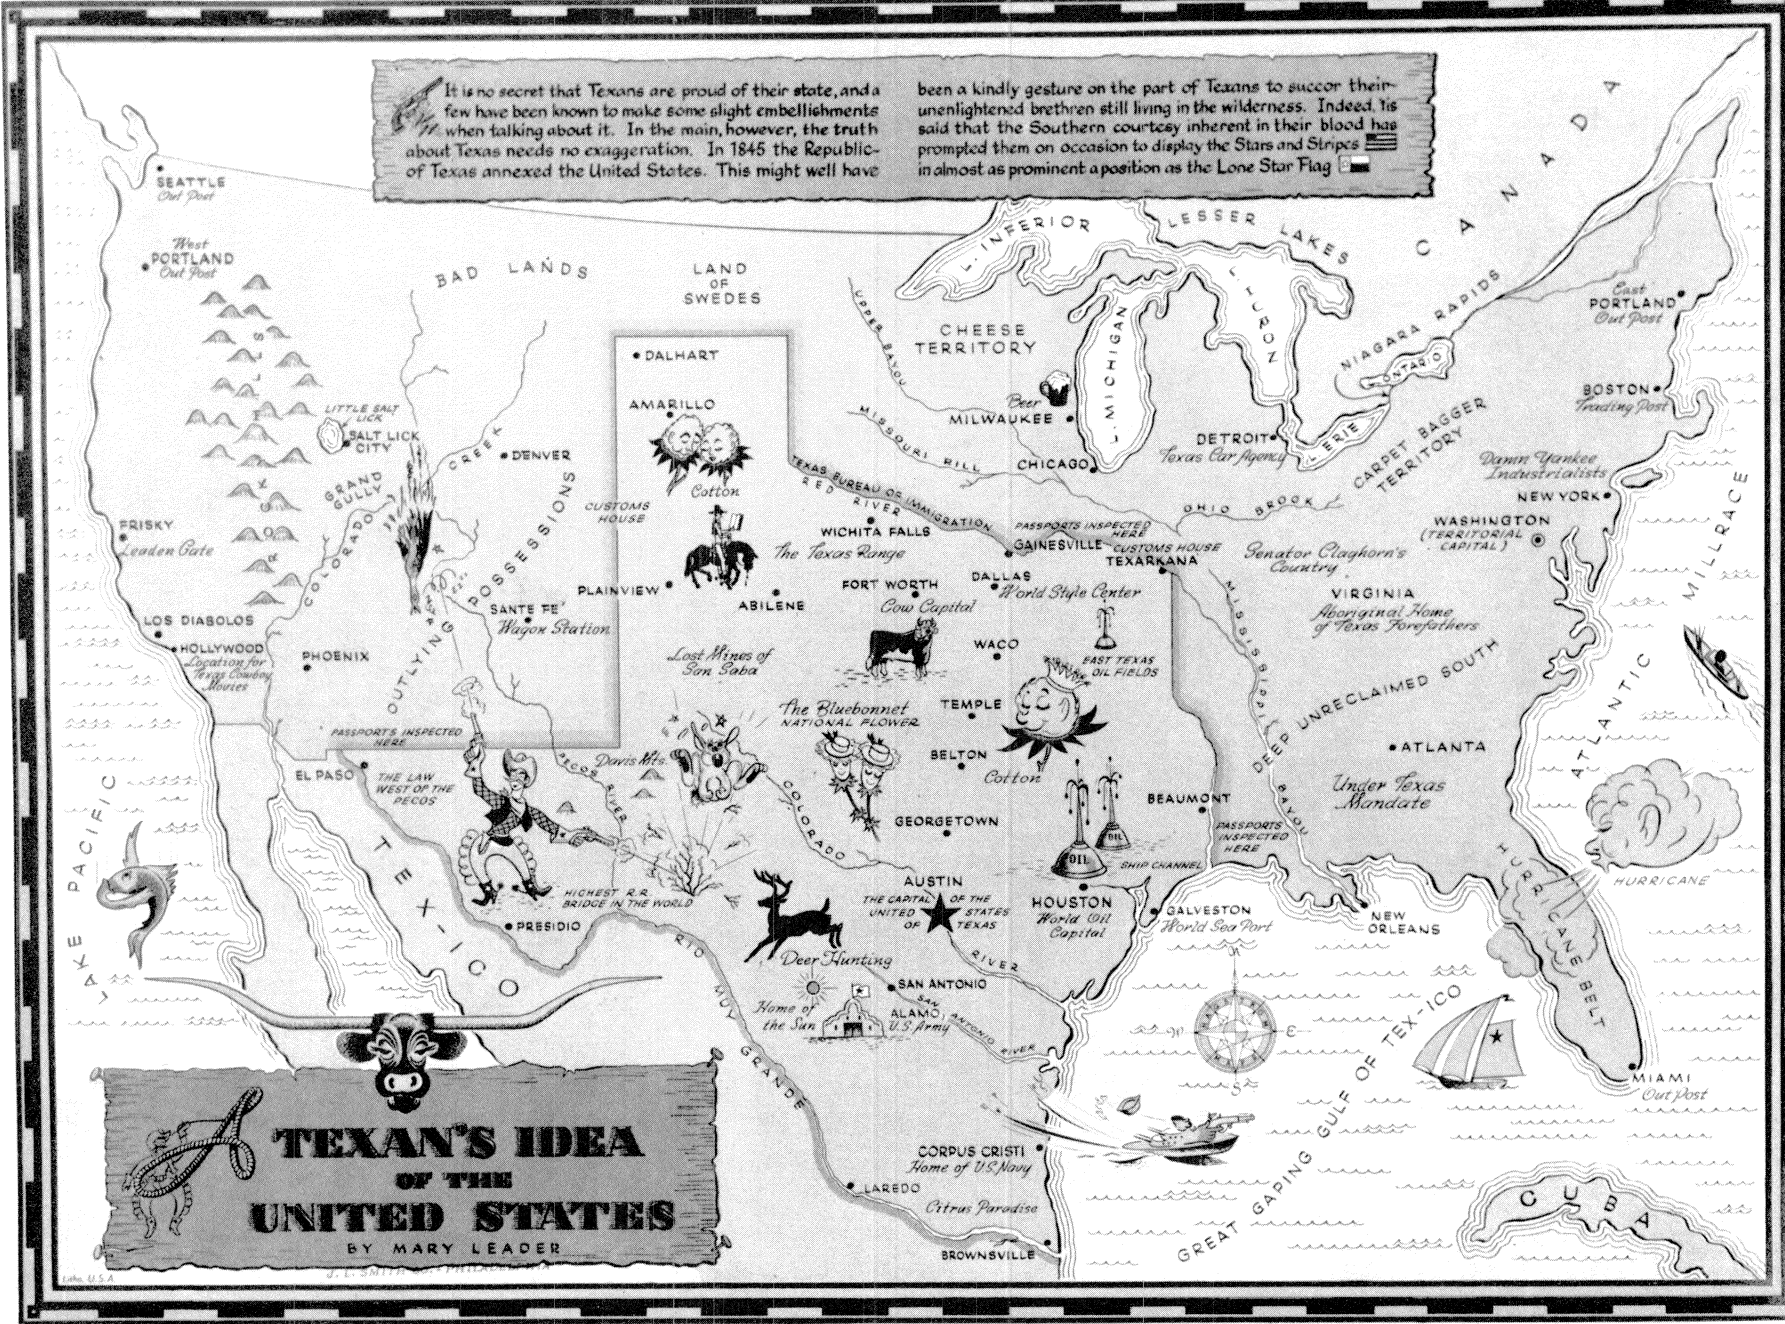 It is no secret that Texans are proud of their state, and a
few have been known to make some slight embellishments
when talking about it. In the main, however, the truth
about Texas needs no exaggeration. In 1845 the Republic
of Texas annexed the United States. This might well have
been a kindly gesture on the part of Texans to succor their
unenlightened brethren still living in the wilderness. Indeed, 'tis
said that the Southern courtesy inherent in their blood has
prompted them on occasion to display the Stars and Stripes
in almost as prominent a position as the Lone Star Flag
CANADA
SEATTLE
Out Post
West
PORTLAND
Out Post
BAD LANDS
LAND
OF
SWEDES
L. INFERIOR
LESSER LAKES
L. HURON
L. MICHIGAN
NIAGARA RAPIDS
ONTARIO
L. ERIE
East
PORTLAND
Out Post
UPPER BAYOU
CHEESE
TERRITORY
Beer
MILWAUKEE
MISSOURI RILL
CHICAGO
DETROIT
Texas Car Agency
BOSTON
Trading Post
CARPET BAGGER
TERRITORY
Damn Yankee
Industrialists
NEW YORK
OHIO BROOK
WASHINGTON
(TERRITORIAL
CAPITAL)
MILLRACE
ATLANTIC
DALHART
AMARILLO
Cotton
LITTLE SALT
LICK
SALT LICK
CITY
GRAND
GULLY
CREEK
DENVER
COLORADO
OUTLYING POSSESSIONS
CUSTOMS
HOUSE
TEXAS BUREAU OF IMMIGRATION
RED RIVER
WICHITA FALLS
The Texas Range
PASSPORTS INSPECTED
HERE
GAINESVILLE
CUSTOMS HOUSE
TEXARKANA
Senator Claghorn's
Country
VIRGINIA
Aboriginal Home
of Texas Forefathers
FRISKY
Leaden Gate
PLAINVIEW
ABILENE
FORT WORTH
Cow Capital
DALLAS
World Style Center
SANTE FE'
Wagon Station
LOS DIABOLOS
HOLLYWOOD
Location for
Texas Cowboy
Movies
PHOENIX
Lost Mines of
San Saba
WACO
EAST TEXAS
OIL FIELDS
MISSISSIPPI
BAYOU
DEEP UNRECLAIMED SOUTH
The Bluebonnet
NATIONAL FLOWER
TEMPLE
BELTON
Cotton
ATLANTA
Under Texas
Mandate
PASSPORTS INSPECTED
HERE
EL PASO
THE LAW
WEST OF THE
PECOS
PECOS RIVER
Davis Mts.
COLORADO
RIVER
GEORGETOWN
BEAUMONT
PASSPORTS
INSPECTED
HERE
OIL
OIL
SHIP CHANNEL
LAKE PACIFIC
TEX-ICO
HIGHEST R.R.
BRIDGE IN THE WORLD
PRESIDIO
AUSTIN
THE CAPITAL OF THE
UNITED STATES
OF TEXAS
HOUSTON
World Oil
Capital
GALVESTON
World Sea Port
NEW
ORLEANS
HURRICANE
HURRICANE BELT
Deer Hunting
RIO MUY GRANDE
Home of
the Sun
SAN ANTONIO
ALAMO,
U.S. Army
SAN ANTONIO RIVER
E
S
GREAT GAPING GULF OF TEX-ICO
MIAMI
Out Post
CORPUS CRISTI
Home of U.S. Navy
LAREDO
Citrus Paradise
BROWNSVILLE
CUBA
A TEXAN'S IDEA
OF THE
UNITED STATES
BY MARY LEADER
Litho. U.S.A.